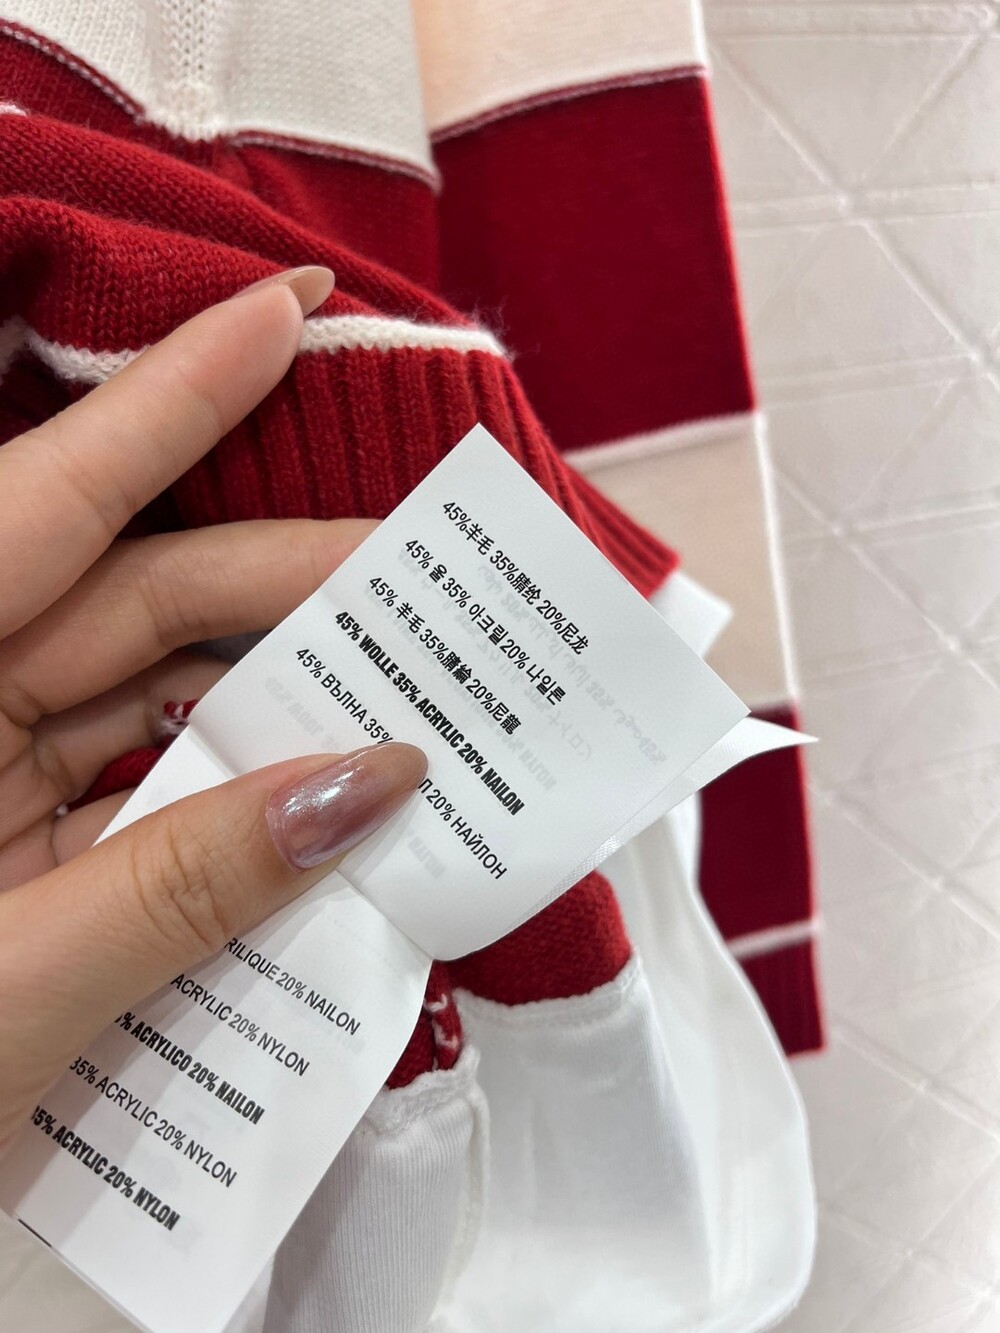 45%羊毛 35%腈纶 20%尼龙
45% 울 35% 아크릴 20% 나일론
45% 羊毛 35%腈綸 20%尼龍
45% WOLLE 35% ACRYLIC 20% NAILON
45% ВЪЛНА 35% 20% НАЙЛОН
20% NAILON
ACRYLIC 20% NYLON
% ACRYLICO 20% NAILON
35% ACRYLIC 20% NYLON
35% ACRYLIC 20% NYLON